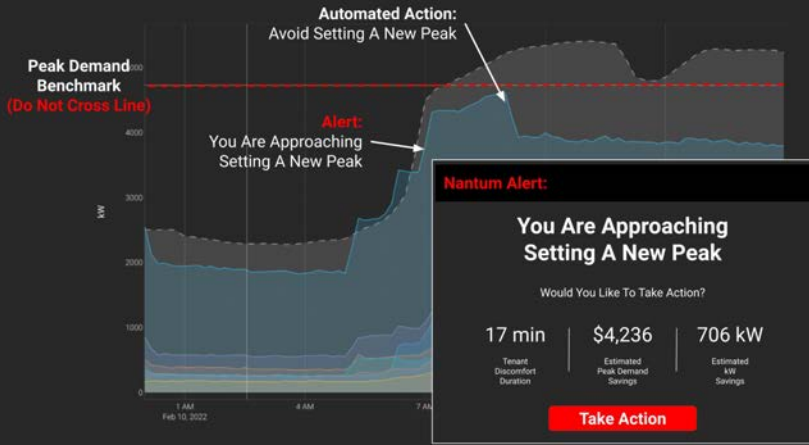 Automated Action:
Avoid Setting A New Peak
Peak Demand
Benchmark
(Do Not Cross Line)
Alert:
You Are Approaching
Setting A New Peak
5000
4000
3000
2000
1000
0
kW
1 AM
Feb 10, 2022
4 AM
7 AM
Nantum Alert:
You Are Approaching
Setting A New Peak
Would You Like To Take Action?
17 min
Tenant
Discomfort
Duration
$4,236
Estimated
Peak Demand
Savings
706 kW
Estimated
kW
Savings
Take Action